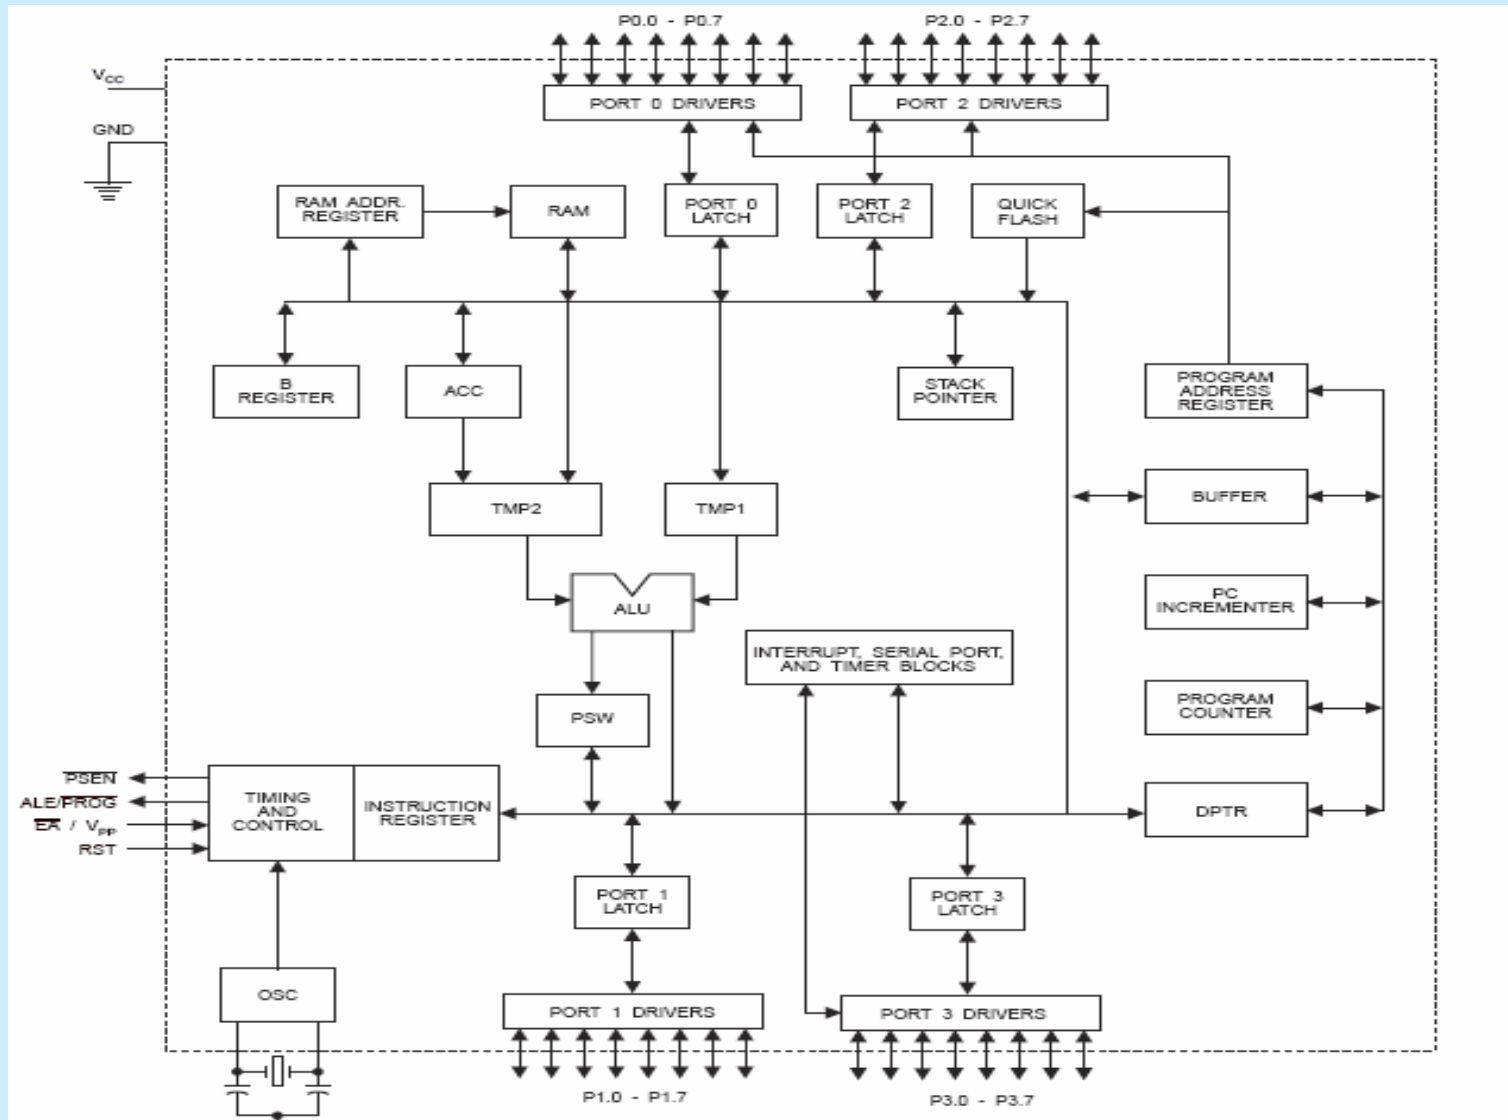 P0.0 - P0.7
P2.0 - P2.7
VCC
PORT 0 DRIVERS
PORT 2 DRIVERS
GND
RAM ADDR.
REGISTER
RAM
PORT 0
LATCH
PORT 2
LATCH
QUICK
FLASH
B
REGISTER
ACC
STACK
POINTER
PROGRAM
ADDRESS
REGISTER
TMP2
TMP1
BUFFER
ALU
PC
INCREMENTER
INTERRUPT, SERIAL PORT,
AND TIMER BLOCKS
PSW
PROGRAM
COUNTER
PSEN
ALE/PROG
EA / VPP
RST
TIMING
AND
CONTROL
INSTRUCTION
REGISTER
DPTR
PORT 1
LATCH
PORT 3
LATCH
OSC
PORT 1 DRIVERS
PORT 3 DRIVERS
P1.0 - P1.7
P3.0 - P3.7